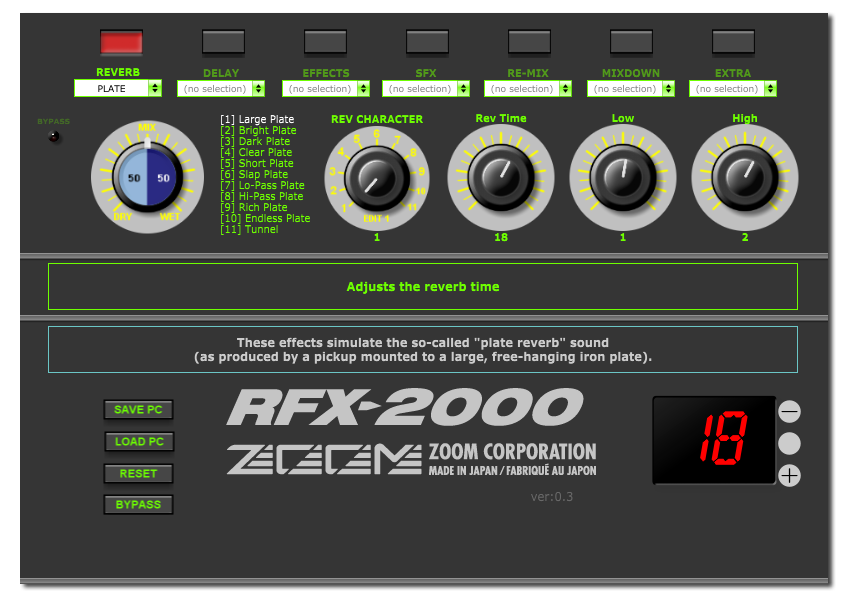 REVERB
DELAY
EFFECTS
SFX
RE-MIX
MIXDOWN
EXTRA
PLATE
(no selection)
(no selection)
(no selection)
(no selection)
(no selection)
(no selection)
BYPASS
MIX
50 50
DRY WET
[1] Large Plate
[2] Bright Plate
[3] Dark Plate
[4] Clear Plate
[5] Short Plate
[6] Slap Plate
[7] Lo-Pass Plate
[8] Hi-Pass Plate
[9] Rich Plate
[10] Endless Plate
[11] Tunnel
REV CHARACTER
1 2 3 4 5 6 7 8 9 10 11
EDIT 1
1
Rev Time
18
Low
1
High
2
Adjusts the reverb time
These effects simulate the so-called "plate reverb" sound
(as produced by a pickup mounted to a large, free-hanging iron plate).
SAVE PC
LOAD PC
RESET
BYPASS
RFX-2000
ZOOM ZOOM CORPORATION
MADE IN JAPAN / FABRIQUÉ AU JAPON
ver:0.3
18